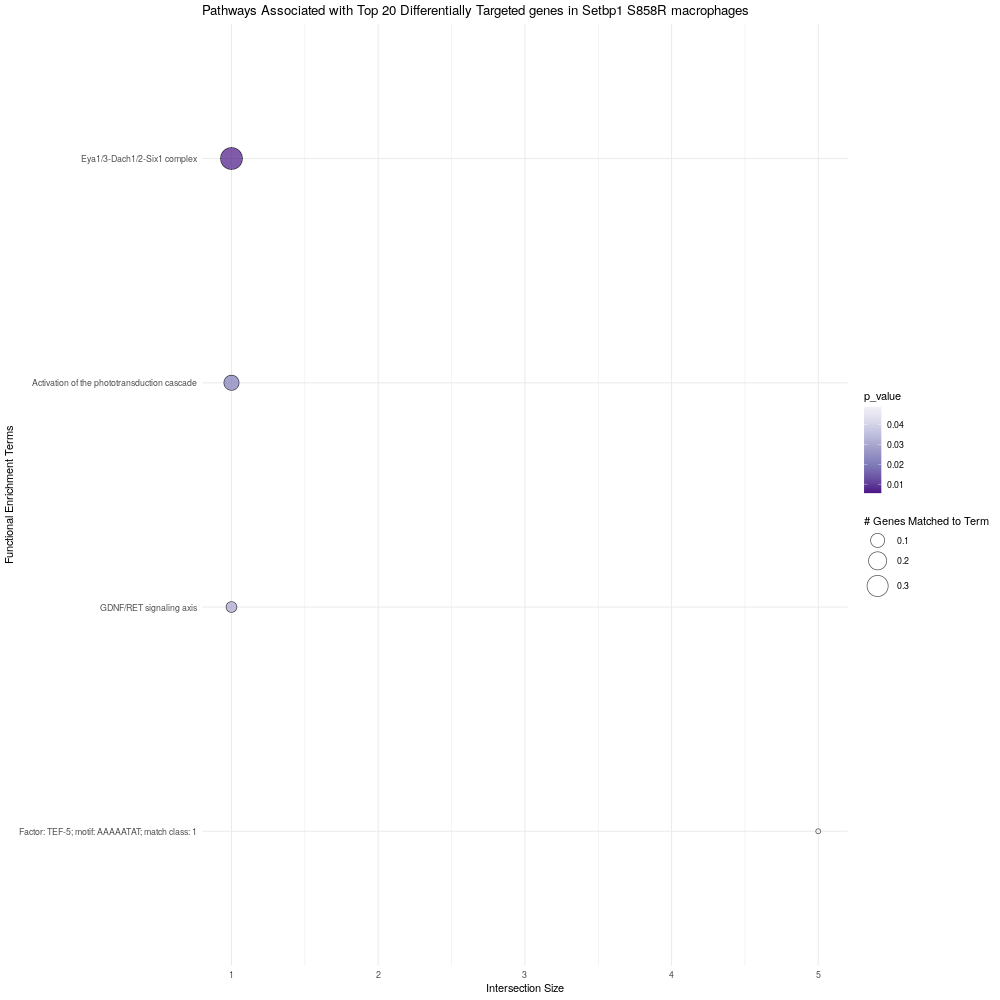 Pathways Associated with Top 20 Differentially Targeted genes in Setbp1 S858R macrophages
Eya1/3-Dach1/2-Six1 complex
Activation of the phototransduction cascade
GDNF/RET signaling axis
Factor: TEF-5; motif: AAAAATAT; match class: 1
Functional Enrichment Terms
1
2
3
4
5
Intersection Size
p_value
0.04
0.03
0.02
0.01
# Genes Matched to Term
0.1
0.2
0.3